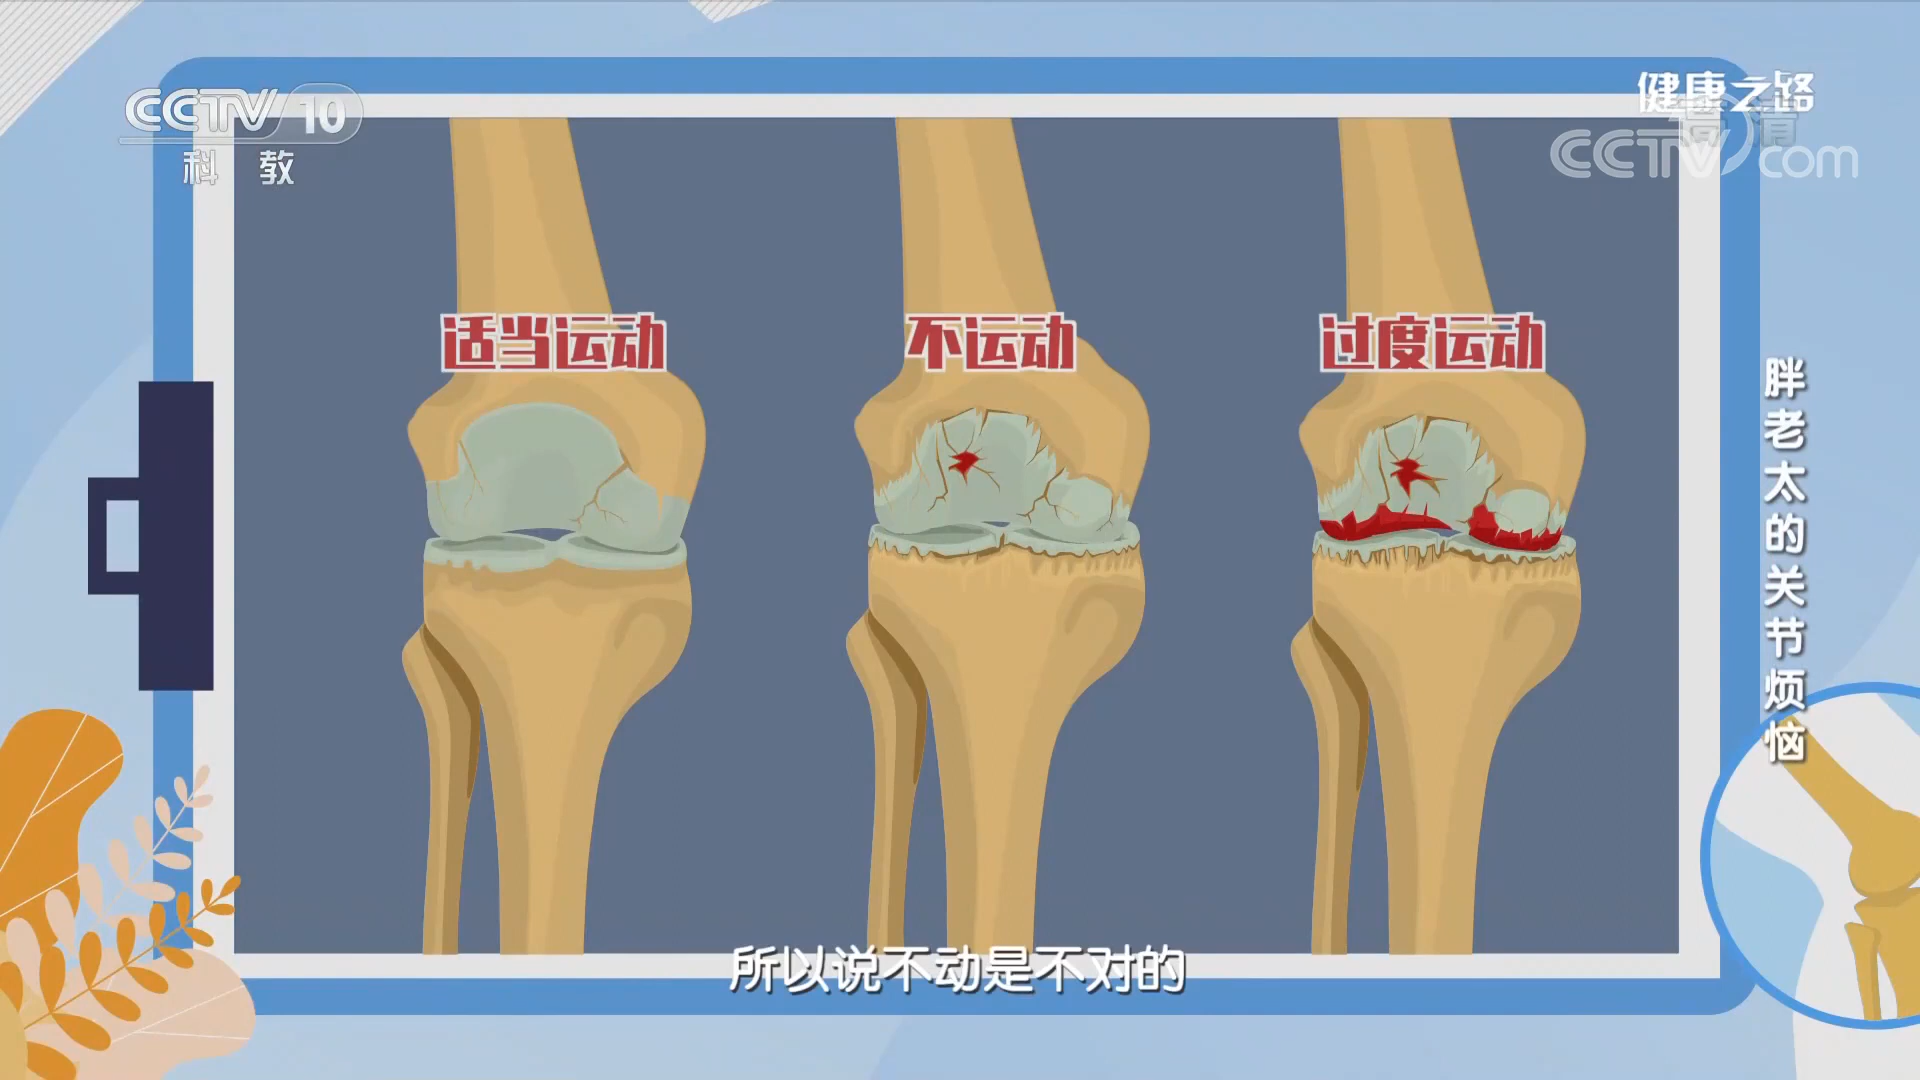 CCTV 10
科 教
健康之路
高清
CCTV.com
适当运动
不运动
过度运动
胖老太的关节烦恼
所以说不动是不对的